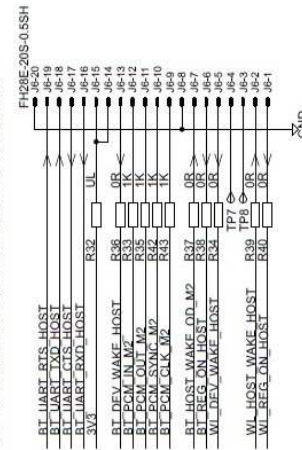 FH28E-20S-0.5SH
J6-20
BT_UART_RTS_HOST J6-19
BT_UART_TXD_HOST J6-18
BT_UART_CTS_HOST J6-17
BT_UART_RXD_HOST J6-16
3V3 R32 UL J6-15
J6-14
BT_DEV_WAKE_HOST R36 0R J6-13
BT_PCM_IN_M2 R33 1K J6-12
BT_PCM_OUT_M2 R35 1K J6-11
BT_PCM_SYNC_M2 R42 1K J6-10
BT_PCM_CLK_M2 R43 1K J6-9
J6-8
BT_HOST_WAKE_OD_M2 R37 0R J6-7
BT_REG_ON_HOST R38 0R J6-6
WL_DEV_WAKE_HOST R34 0R J6-5
TP7 J6-4
TP8 J6-3
WL_HOST_WAKE_HOST R39 0R J6-2
WL_REG_ON_HOST R40 0R J6-1
GND